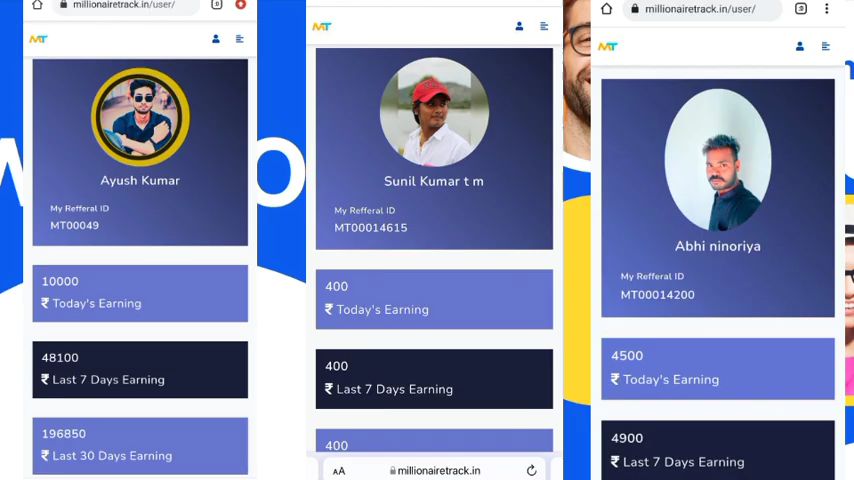 millionairetrack.in/user/
MT
Ayush Kumar
My Refferal ID
MT00049
10000
₹ Today's Earning
48100
₹ Last 7 Days Earning
196850
₹ Last 30 Days Earning
MT
Sunil Kumar t m
My Refferal ID
MT00014615
400
₹ Today's Earning
400
₹ Last 7 Days Earning
400
AA millionairetrack.in
millionairetrack.in/user/
MT
Abhi ninoriya
My Refferal ID
MT00014200
4500
₹ Today's Earning
4900
₹ Last 7 Days Earning